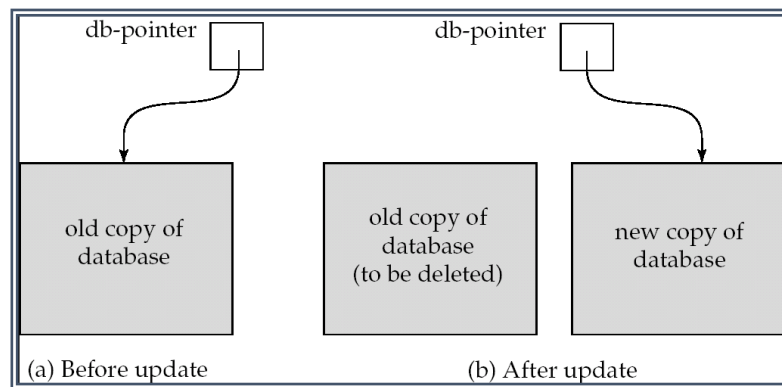 db-pointer
db-pointer
old copy of
database
old copy of
database
(to be deleted)
new copy of
database
(a) Before update
(b) After update